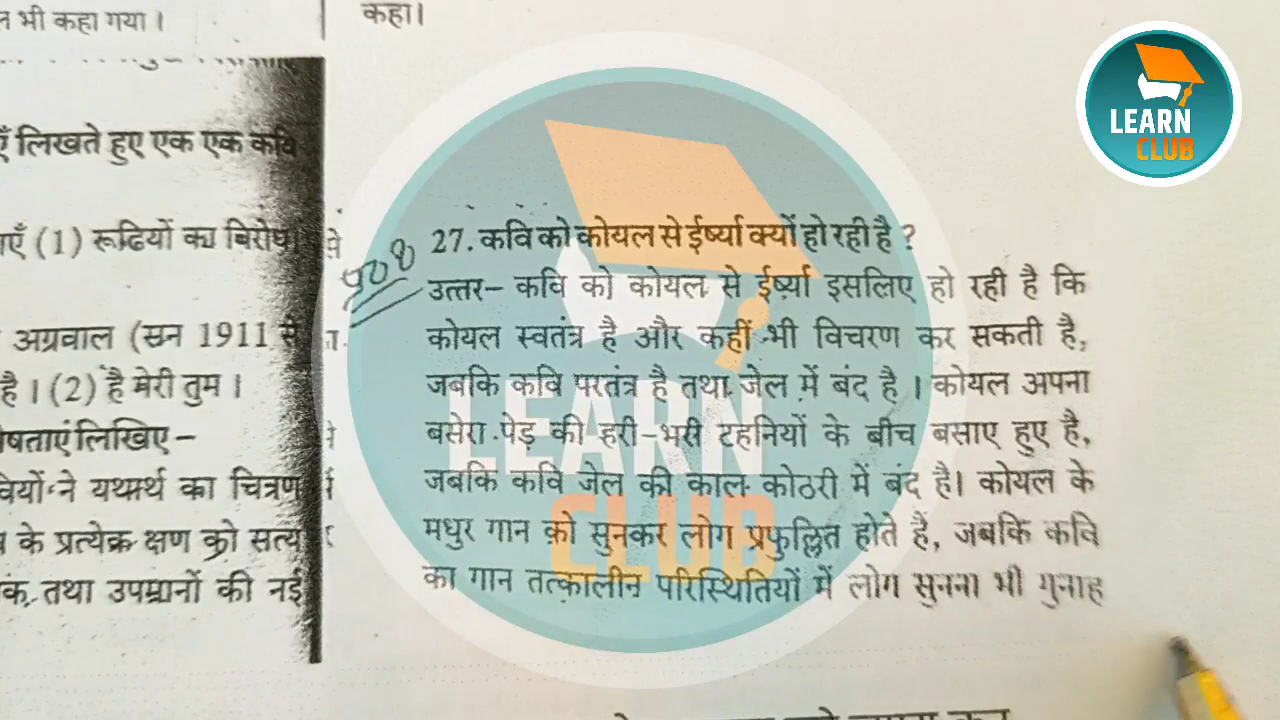 भी कहा गया ।
कहा।
LEARN
CLUB
लिखते हुए एक एक कवि
(1) रूढियों का विरोध
अग्रवाल (सन 1911 से
है । (2) है मेरी तुम ।
लिखिए –
ने यथार्थ का चित्रण
के प्रत्येक क्षण को सत्य
तथा उपमानों की नई
27. कवि को कोयल से ईर्ष्या क्यों हो रही है ?
उत्तर– कवि को कोयल से ईर्ष्या इसलिए हो रही है कि
कोयल स्वतंत्र है और कहीं भी विचरण कर सकती है,
जबकि कवि परतंत्र है तथा जेल में बंद है । कोयल अपना
बसेरा पेड़ की हरी–भरी टहनियों के बीच बसाए हुए है,
जबकि कवि जेल की काल कोठरी में बंद है। कोयल के
मधुर गान को सुनकर लोग प्रफुल्लित होते हैं, जबकि कवि
का गान तत्कालीन परिस्थितियों में लोग सुनना भी गुनाह
LEARN
CLUB